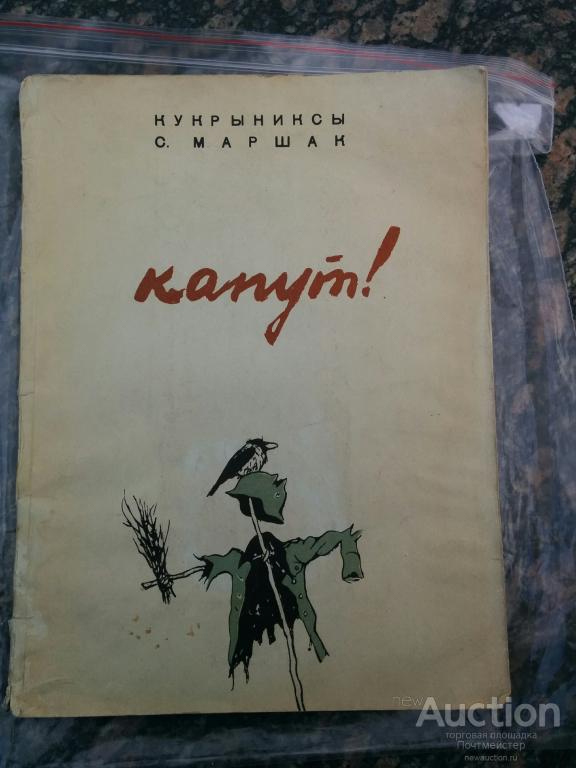 КУКРЫНИКСЫ
С. МАРШАК
капут!
newAuction
торговая площадка
Почтмейстер
newauction.ru